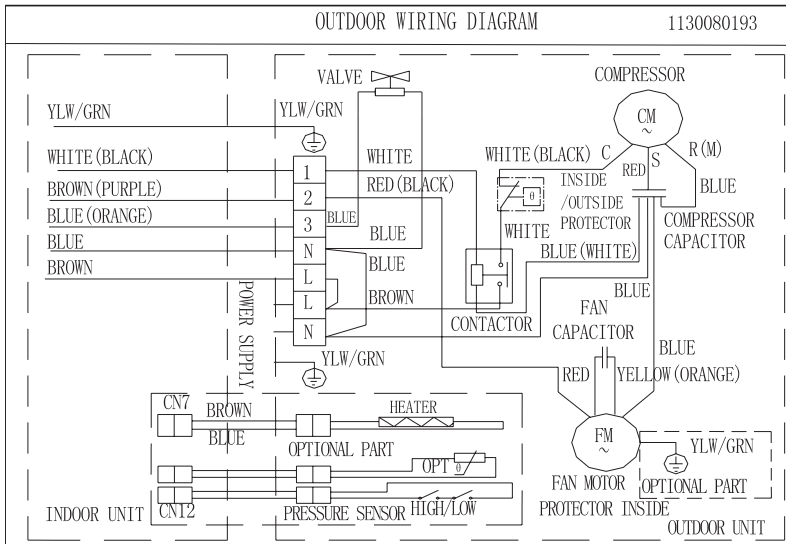 OUTDOOR WIRING DIAGRAM 1130080193
VALVE
COMPRESSOR
YLW/GRN
YLW/GRN
CM
~
WHITE(BLACK)
1
WHITE
WHITE(BLACK)
C
S
R(M)
RED
BROWN(PURPLE)
2
RED(BLACK)
INSIDE
/OUTSIDE
PROTECTOR
θ
BLUE
BLUE(ORANGE)
3
BLUE
COMPRESSOR
CAPACITOR
BLUE
N
BLUE
WHITE
BLUE(WHITE)
BROWN
L
BLUE
L
BROWN
BLUE
POWER SUPPLY
N
CONTACTOR
FAN
CAPACITOR
YLW/GRN
BLUE
RED
YELLOW(ORANGE)
CN7
BROWN
HEATER
BLUE
OPTIONAL PART
FM
~
YLW/GRN
OPT
θ
FAN MOTOR
PROTECTOR INSIDE
OPTIONAL PART
CN12
INDOOR UNIT
PRESSURE SENSOR
HIGH/LOW
OUTDOOR UNIT